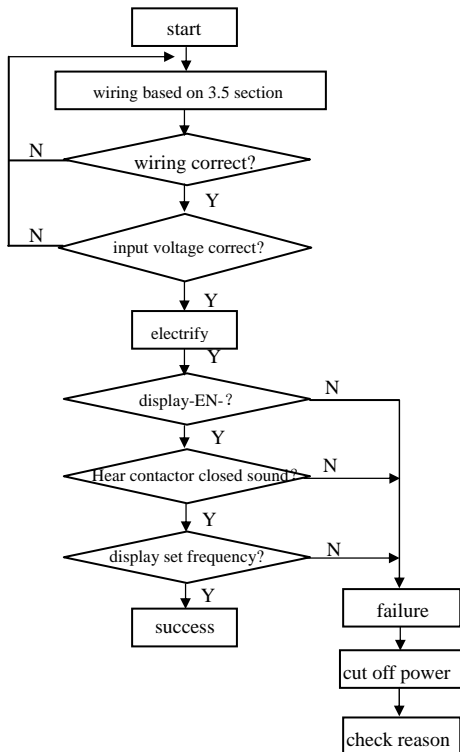 start
wiring based on 3.5 section
N
wiring correct?
Y
N
input voltage correct?
Y
electrify
Y
display-EN-?
N
Y
Hear contactor closed sound?
N
Y
display set frequency?
N
Y
success
failure
cut off power
check reason